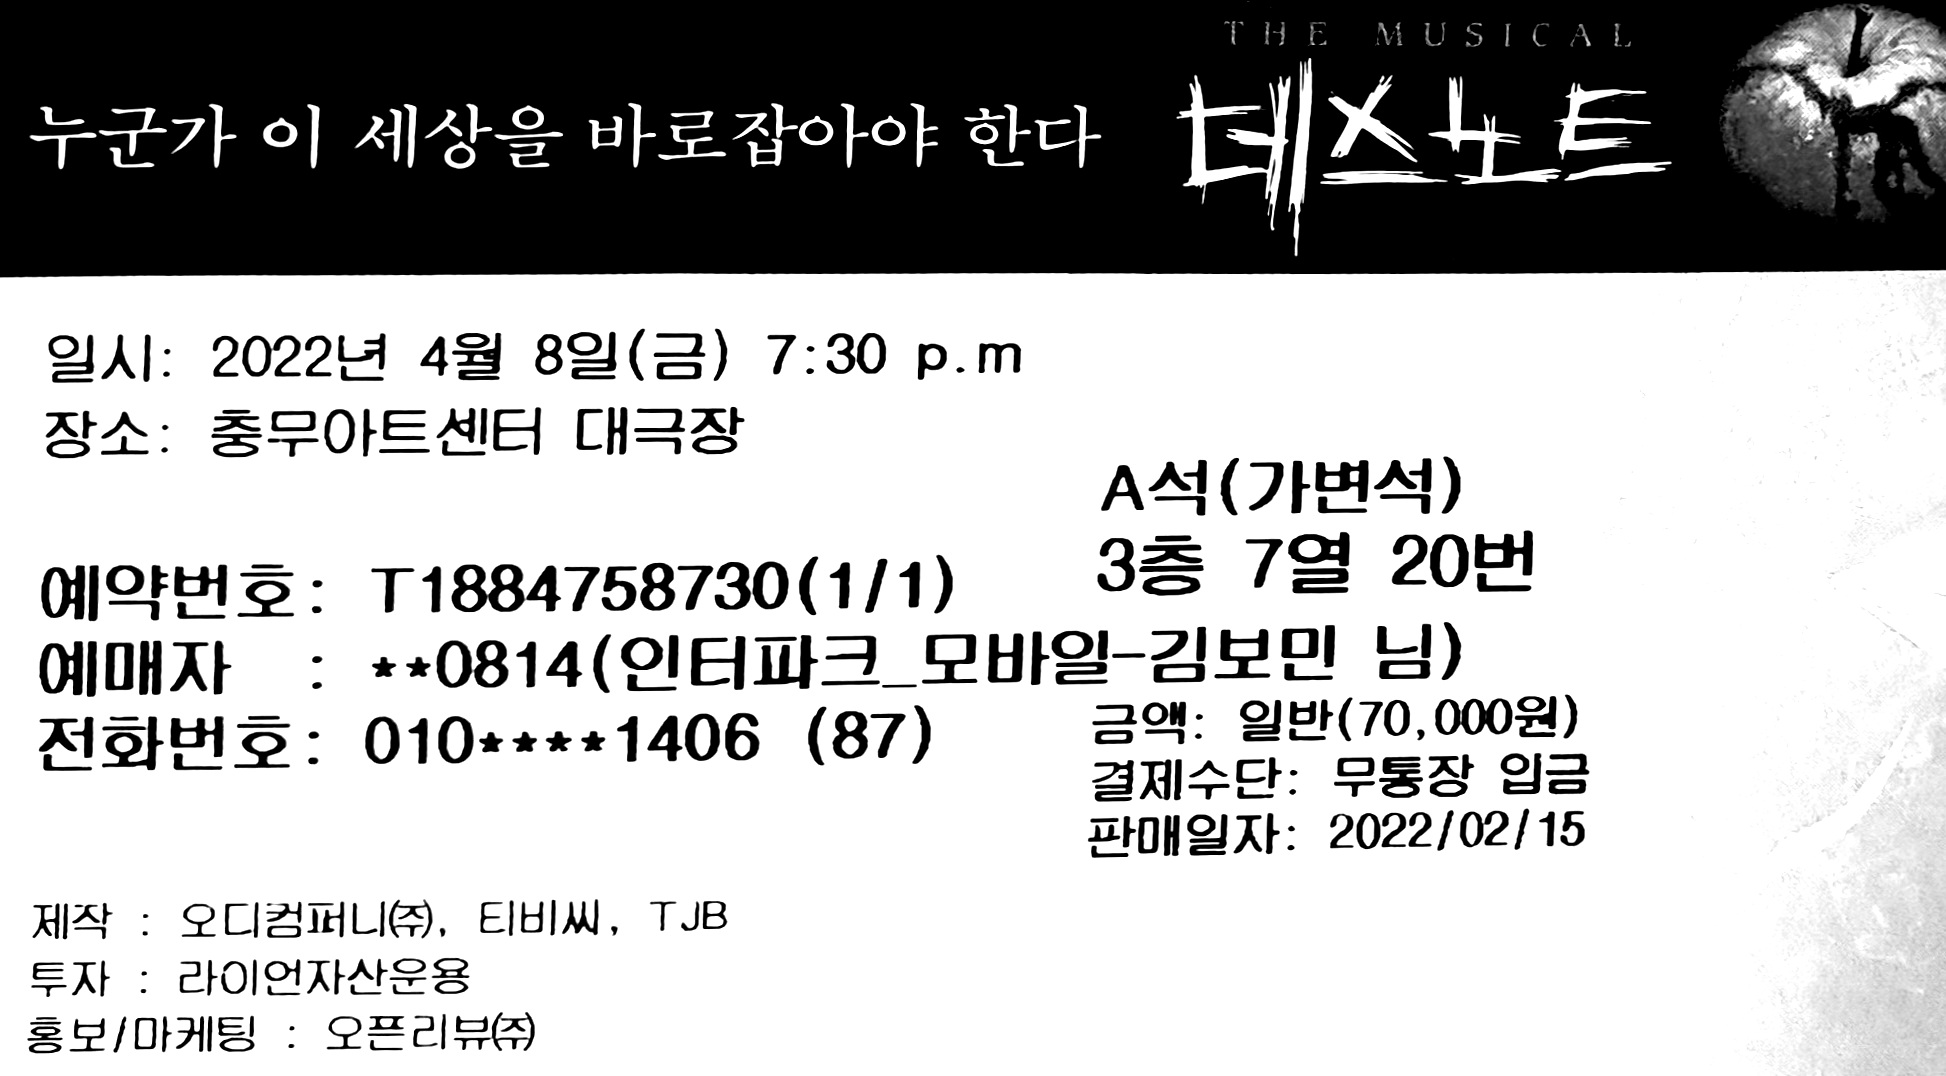 THE MUSICAL
누군가 이 세상을 바로잡아야 한다
데스노트
일시: 2022년 4월 8일(금) 7:30 p.m
장소: 충무아트센터 대극장
A석(가변석)
3층 7열 20번
예약번호: T1884758730(1/1)
예매자 : **0814(인터파크_모바일-김보민 님)
전화번호: 010****1406 (87)
금액: 일반(70,000원)
결제수단: 무통장 입금
판매일자: 2022/02/15
제작 : 오디컴퍼니㈜, 티비씨, TJB
투자 : 라이언자산운용
홍보/마케팅 : 오픈리뷰㈜